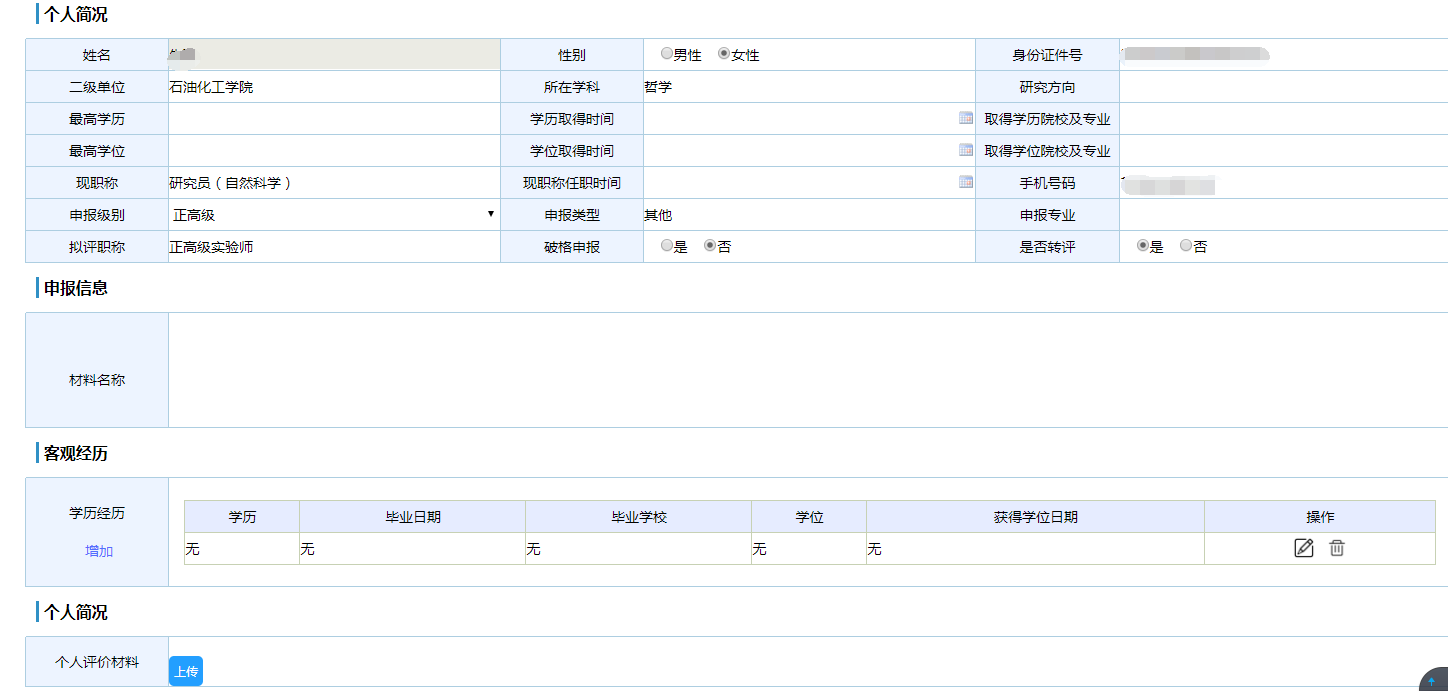 个人简况
姓名 性别 男性 女性 身份证件号
二级单位 石油化工学院 所在学科 哲学 研究方向
最高学历 学历取得时间 取得学历院校及专业
最高学位 学位取得时间 取得学位院校及专业
现职称 研究员（自然科学） 现职称任职时间 手机号码
申报级别 正高级 申报类型 其他 申报专业
拟评职称 正高级实验师 破格申报 是 否 是否转评 是 否
申报信息
材料名称
客观经历
学历经历
增加
学历 毕业日期 毕业学校 学位 获得学位日期 操作
无 无 无 无 无
个人简况
个人评价材料 上传